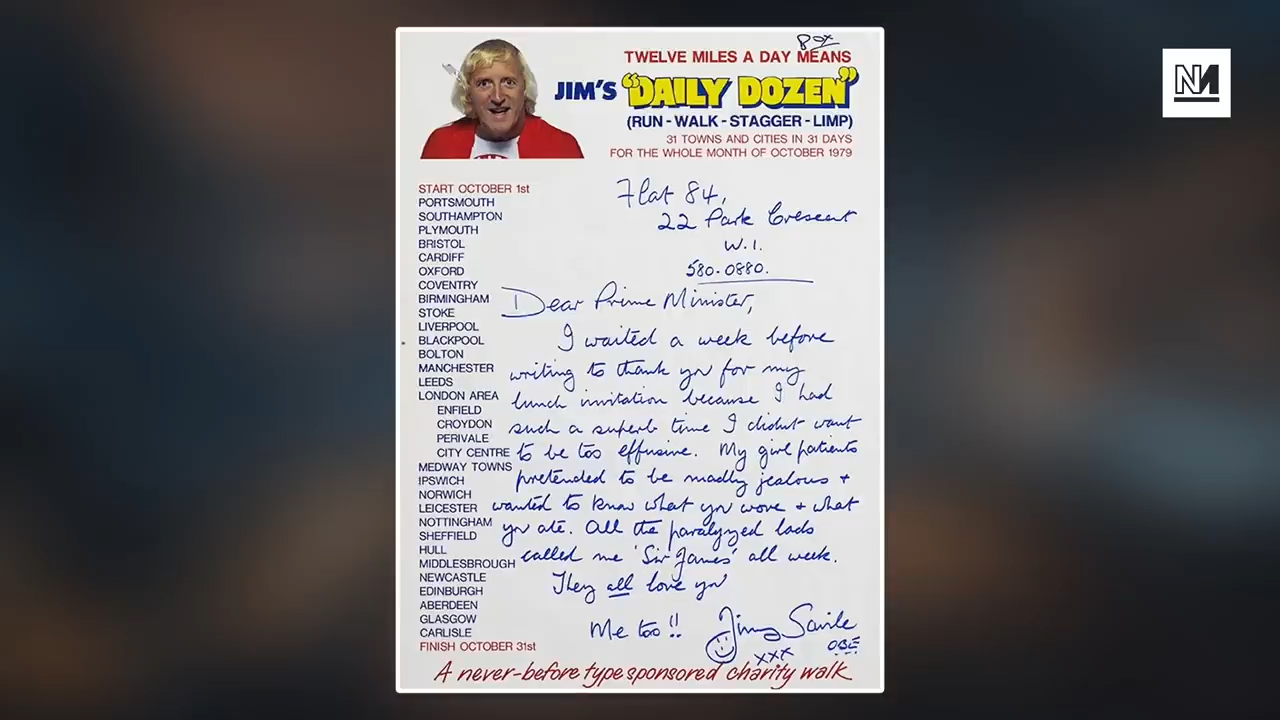 TWELVE MILES A DAY MEANS
JIM'S "DAILY DOZEN"
(RUN - WALK - STAGGER - LIMP)
31 TOWNS AND CITIES IN 31 DAYS
FOR THE WHOLE MONTH OF OCTOBER 1979
NM
START OCTOBER 1st
PORTSMOUTH
SOUTHAMPTON
PLYMOUTH
BRISTOL
CARDIFF
OXFORD
COVENTRY
BIRMINGHAM
STOKE
LIVERPOOL
BLACKPOOL
BOLTON
MANCHESTER
LEEDS
LONDON AREA
ENFIELD
CROYDON
PERIVALE
CITY CENTRE
MEDWAY TOWNS
IPSWICH
NORWICH
LEICESTER
NOTTINGHAM
SHEFFIELD
HULL
MIDDLESBROUGH
NEWCASTLE
EDINBURGH
ABERDEEN
GLASGOW
CARLISLE
FINISH OCTOBER 31st
Flat 84,
22 Park Crescent
W.1.
580.0880.
Dear Prime Minister,
I waited a week before
writing to thank you for my
lunch invitation because I had
such a superb time I didnt want
to be too effusive. My girl patients
pretended to be madly jealous +
wanted to know what you wore + what
you ate. All the paralyzed lads
called me 'Sir James' all week.
They all love you
Me too!! Jimmy Savile
xxx OBE
A never-before type sponsored charity walk